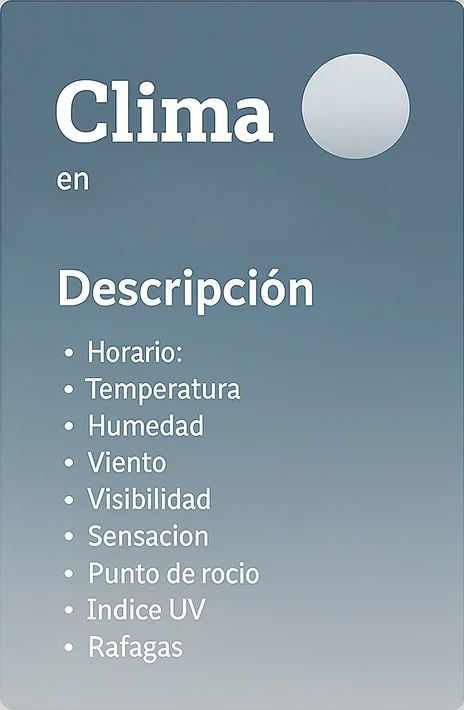 Clima
en
Descripción
• Horario:
• Temperatura
• Humedad
• Viento
• Visibilidad
• Sensacion
• Punto de rocio
• Indice UV
• Rafagas